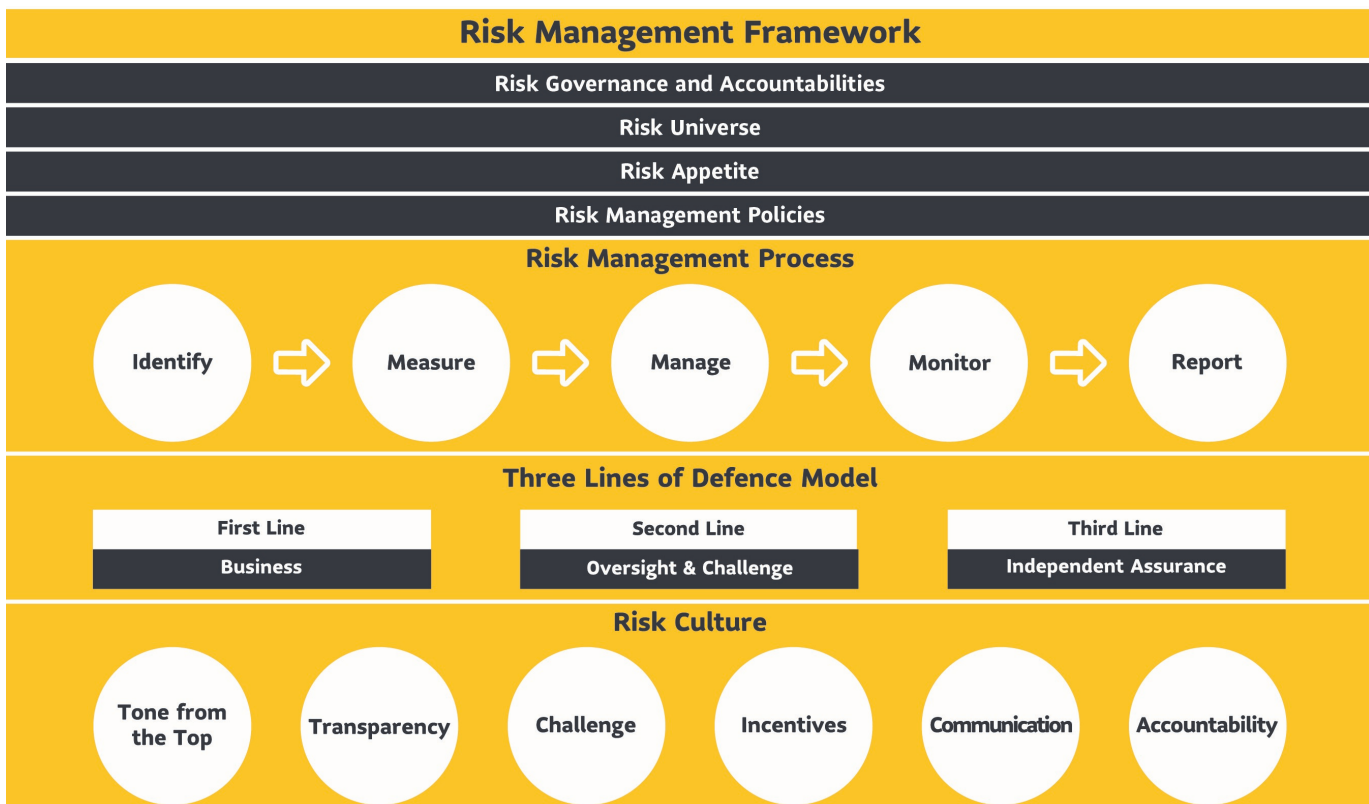 Risk Management Framework
Risk Governance and Accountabilities
Risk Universe
Risk Appetite
Risk Management Policies
Risk Management Process
Identify
Measure
Manage
Monitor
Report
Three Lines of Defence Model
First Line
Business
Second Line
Oversight & Challenge
Third Line
Independent Assurance
Risk Culture
Tone from
the Top
Transparency
Challenge
Incentives
Communication
Accountability